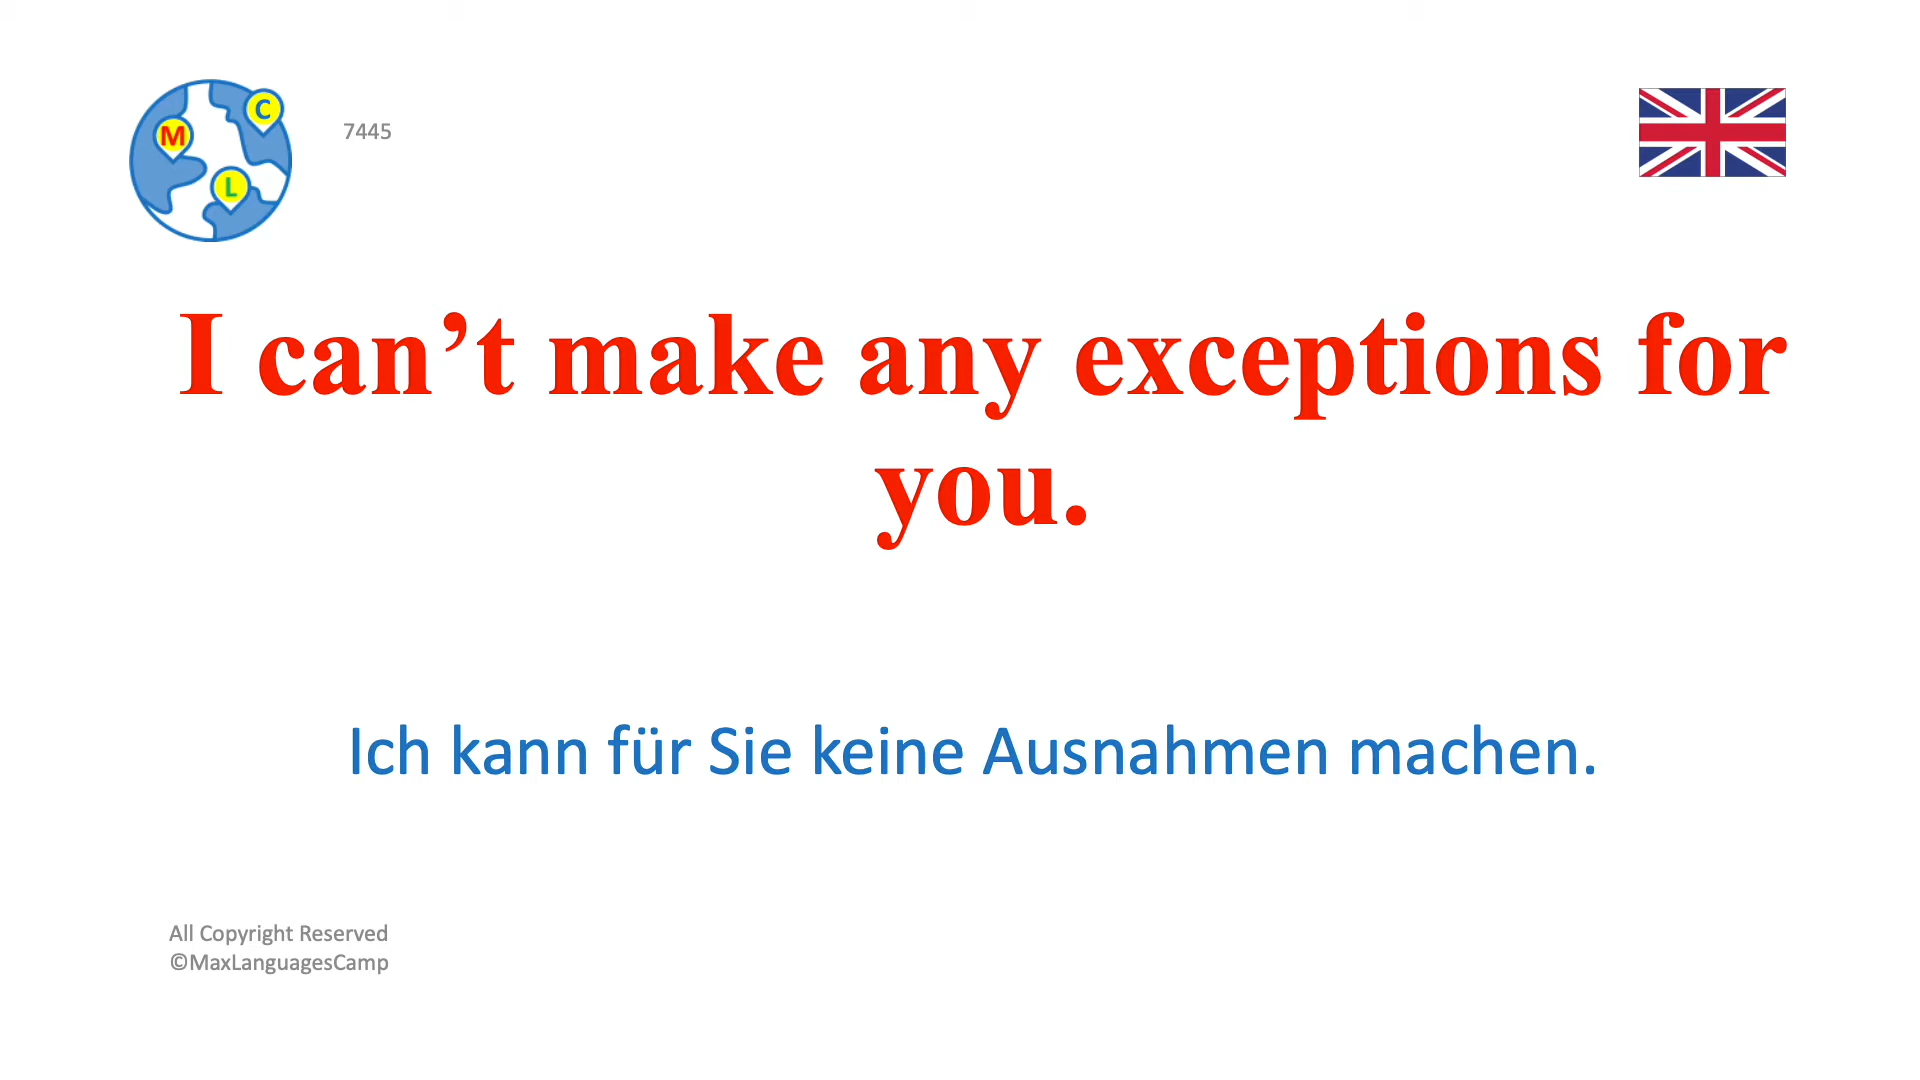 M
C
L
7445
I can’t make any exceptions for
you.
Ich kann für Sie keine Ausnahmen machen.
All Copyright Reserved
©MaxLanguagesCamp